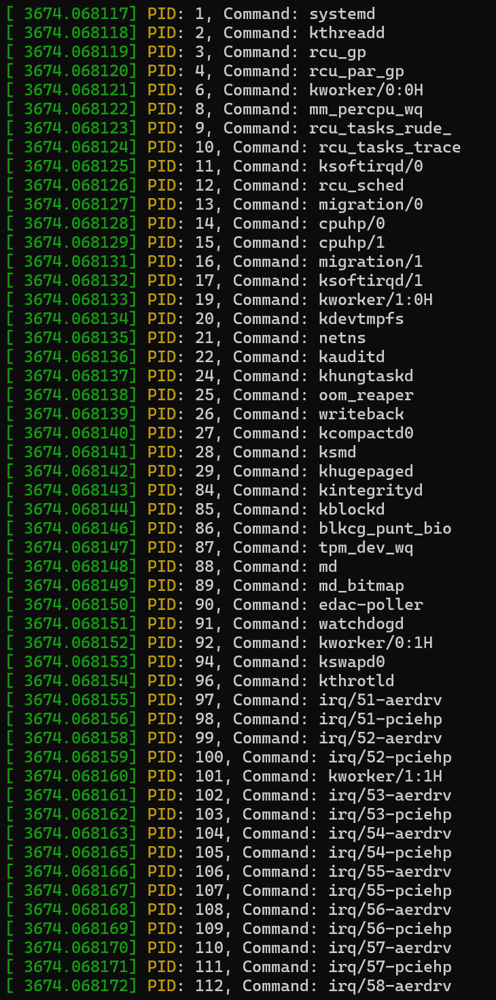 [ 3674.068117] PID: 1, Command: systemd
[ 3674.068118] PID: 2, Command: kthreadd
[ 3674.068119] PID: 3, Command: rcu_gp
[ 3674.068120] PID: 4, Command: rcu_par_gp
[ 3674.068121] PID: 6, Command: kworker/0:0H
[ 3674.068122] PID: 8, Command: mm_percpu_wq
[ 3674.068123] PID: 9, Command: rcu_tasks_rude_
[ 3674.068124] PID: 10, Command: rcu_tasks_trace
[ 3674.068125] PID: 11, Command: ksoftirqd/0
[ 3674.068126] PID: 12, Command: rcu_sched
[ 3674.068127] PID: 13, Command: migration/0
[ 3674.068128] PID: 14, Command: cpuhp/0
[ 3674.068129] PID: 15, Command: cpuhp/1
[ 3674.068131] PID: 16, Command: migration/1
[ 3674.068132] PID: 17, Command: ksoftirqd/1
[ 3674.068133] PID: 19, Command: kworker/1:0H
[ 3674.068134] PID: 20, Command: kdevtmpfs
[ 3674.068135] PID: 21, Command: netns
[ 3674.068136] PID: 22, Command: kauditd
[ 3674.068137] PID: 24, Command: khungtaskd
[ 3674.068138] PID: 25, Command: oom_reaper
[ 3674.068139] PID: 26, Command: writeback
[ 3674.068140] PID: 27, Command: kcompactd0
[ 3674.068141] PID: 28, Command: ksmd
[ 3674.068142] PID: 29, Command: khugepaged
[ 3674.068143] PID: 84, Command: kintegrityd
[ 3674.068144] PID: 85, Command: kblockd
[ 3674.068146] PID: 86, Command: blkcg_punt_bio
[ 3674.068147] PID: 87, Command: tpm_dev_wq
[ 3674.068148] PID: 88, Command: md
[ 3674.068149] PID: 89, Command: md_bitmap
[ 3674.068150] PID: 90, Command: edac-poller
[ 3674.068151] PID: 91, Command: watchdogd
[ 3674.068152] PID: 92, Command: kworker/0:1H
[ 3674.068153] PID: 94, Command: kswapd0
[ 3674.068154] PID: 96, Command: kthrotld
[ 3674.068155] PID: 97, Command: irq/51-aerdrv
[ 3674.068156] PID: 98, Command: irq/51-pciehp
[ 3674.068158] PID: 99, Command: irq/52-aerdrv
[ 3674.068159] PID: 100, Command: irq/52-pciehp
[ 3674.068160] PID: 101, Command: kworker/1:1H
[ 3674.068161] PID: 102, Command: irq/53-aerdrv
[ 3674.068162] PID: 103, Command: irq/53-pciehp
[ 3674.068163] PID: 104, Command: irq/54-aerdrv
[ 3674.068165] PID: 105, Command: irq/54-pciehp
[ 3674.068166] PID: 106, Command: irq/55-aerdrv
[ 3674.068167] PID: 107, Command: irq/55-pciehp
[ 3674.068168] PID: 108, Command: irq/56-aerdrv
[ 3674.068169] PID: 109, Command: irq/56-pciehp
[ 3674.068170] PID: 110, Command: irq/57-aerdrv
[ 3674.068171] PID: 111, Command: irq/57-pciehp
[ 3674.068172] PID: 112, Command: irq/58-aerdrv